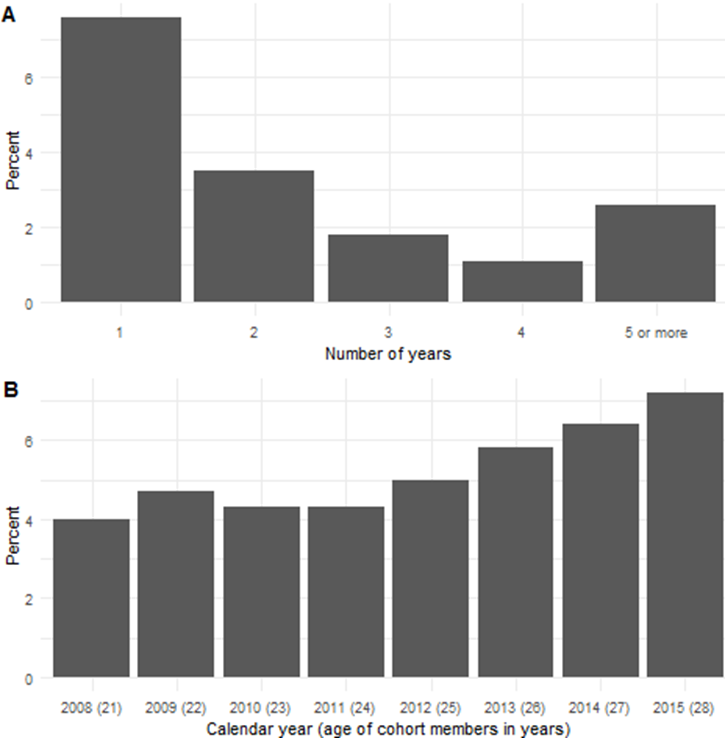 A
Percent
6
4
2
0
1 2 3 4 5 or more
Number of years
B
Percent
6
4
2
0
2008 (21) 2009 (22) 2010 (23) 2011 (24) 2012 (25) 2013 (26) 2014 (27) 2015 (28)
Calendar year (age of cohort members in years)